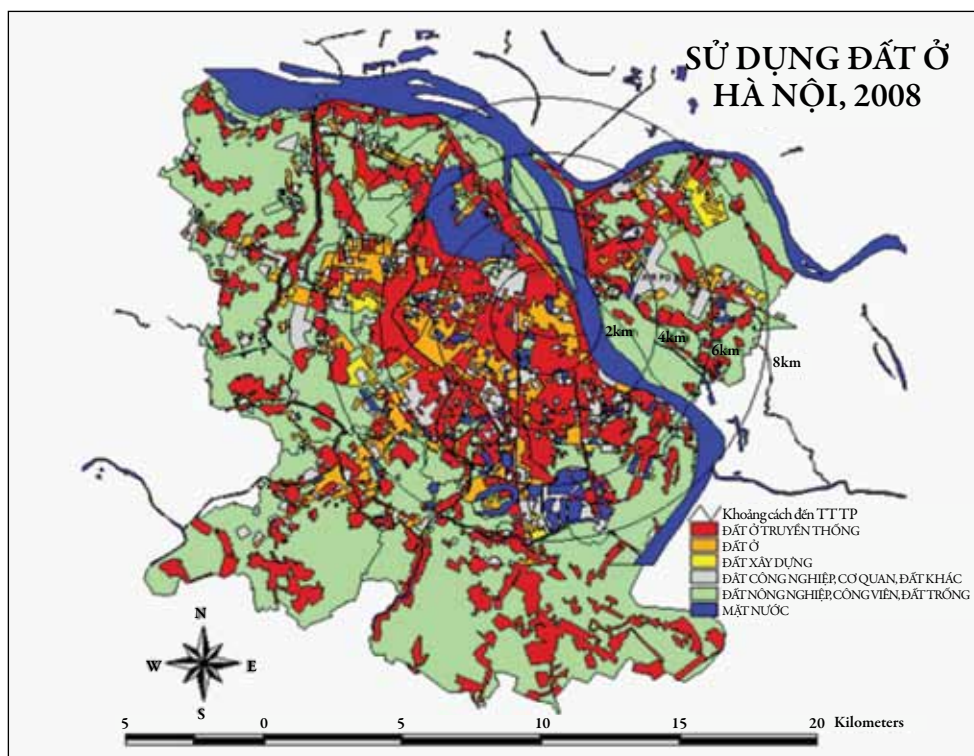 SỬ DỤNG ĐẤT Ở
HÀ NỘI, 2008
2km
4km
6km
8km
Khoảng cách đến TTTP
ĐẤT Ở TRUYỀN THỐNG
ĐẤT Ở
ĐẤT XÂY DỰNG
ĐẤT CÔNG NGHIỆP, CƠ QUAN, ĐẤT KHÁC
ĐẤT NÔNG NGHIỆP, CÔNG VIÊN, ĐẤT TRỐNG
MẶT NƯỚC
N
W E
S
5 0 5 10 15 20 Kilometers